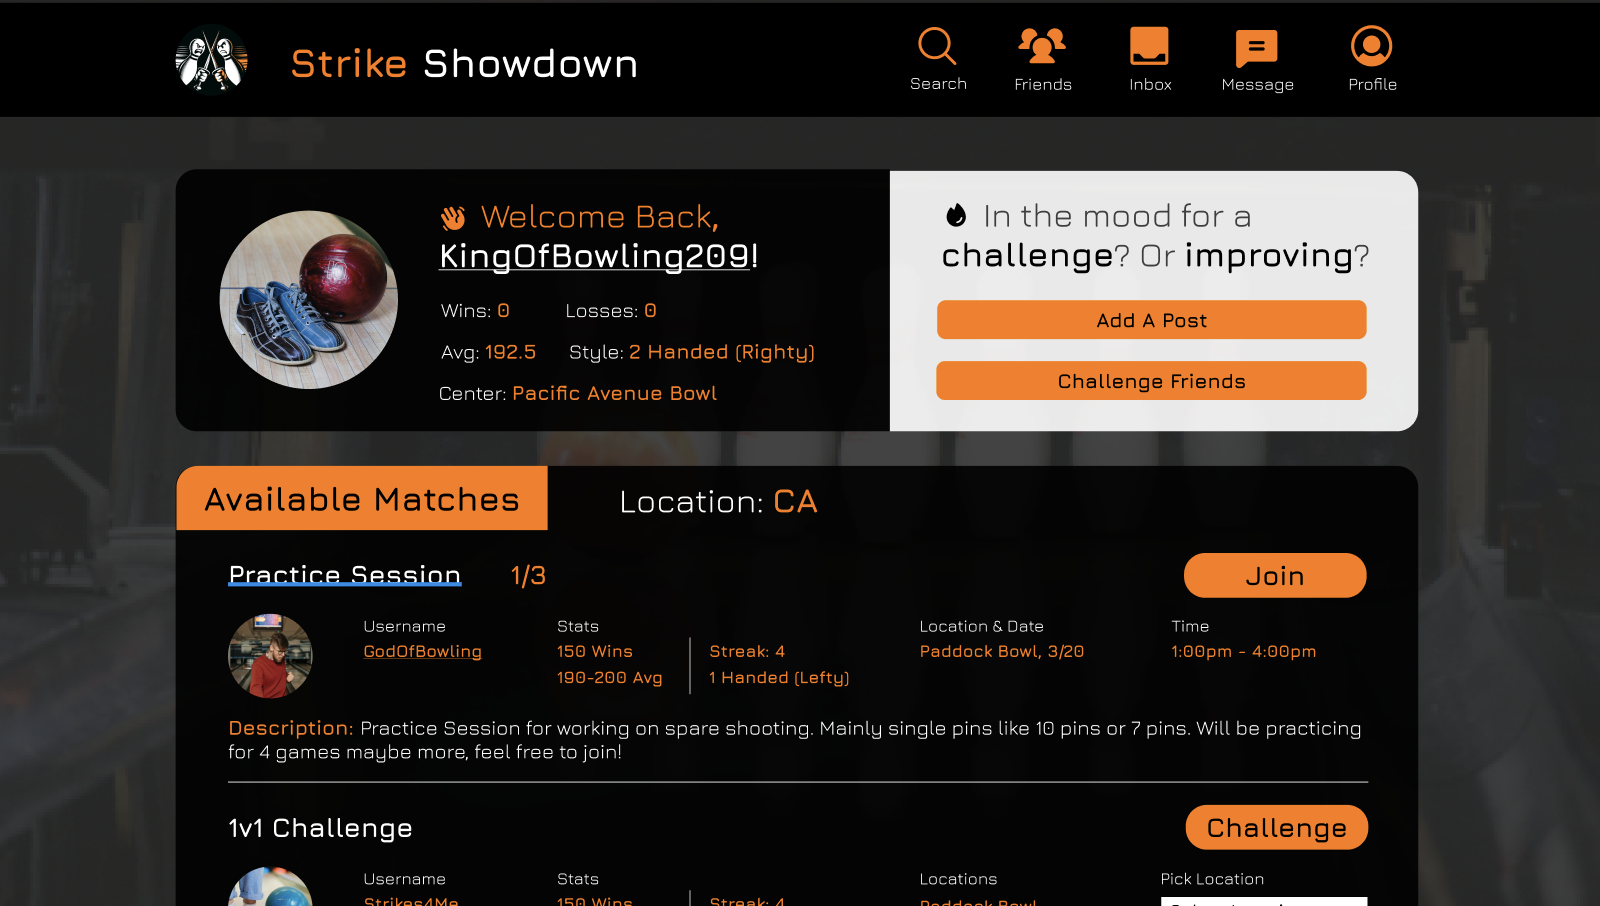 Strike Showdown
Search
Friends
Inbox
Message
Profile
Welcome Back,
KingOfBowling209!
Wins: 0
Losses: 0
Avg: 192.5
Style: 2 Handed (Righty)
Center: Pacific Avenue Bowl
In the mood for a
challenge? Or improving?
Add A Post
Challenge Friends
Available Matches
Location: CA
Practice Session
1/3
Join
Username
GodOfBowling
Stats
150 Wins
190-200 Avg
Streak: 4
1 Handed (Lefty)
Location & Date
Paddock Bowl, 3/20
Time
1:00pm - 4:00pm
Description: Practice Session for working on spare shooting. Mainly single pins like 10 pins or 7 pins. Will be practicing
for 4 games maybe more, feel free to join!
1v1 Challenge
Challenge
Username
Strikes4Me
Stats
150 Wins
Streak: 4
Locations
Paddock Bowl
Pick Location